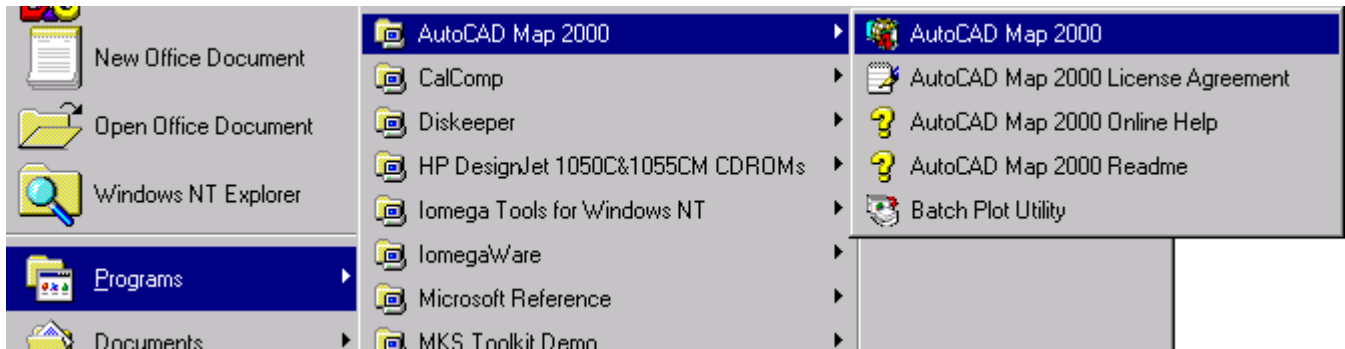 New Office Document
Open Office Document
Windows NT Explorer
Programs
Documents
AutoCAD Map 2000
CalComp
Diskeeper
HP DesignJet 1050C&1055CM CDROMs
Iomega Tools for Windows NT
IomegaWare
Microsoft Reference
MKS Toolkit Demo
AutoCAD Map 2000
AutoCAD Map 2000 License Agreement
AutoCAD Map 2000 Online Help
AutoCAD Map 2000 Readme
Batch Plot Utility